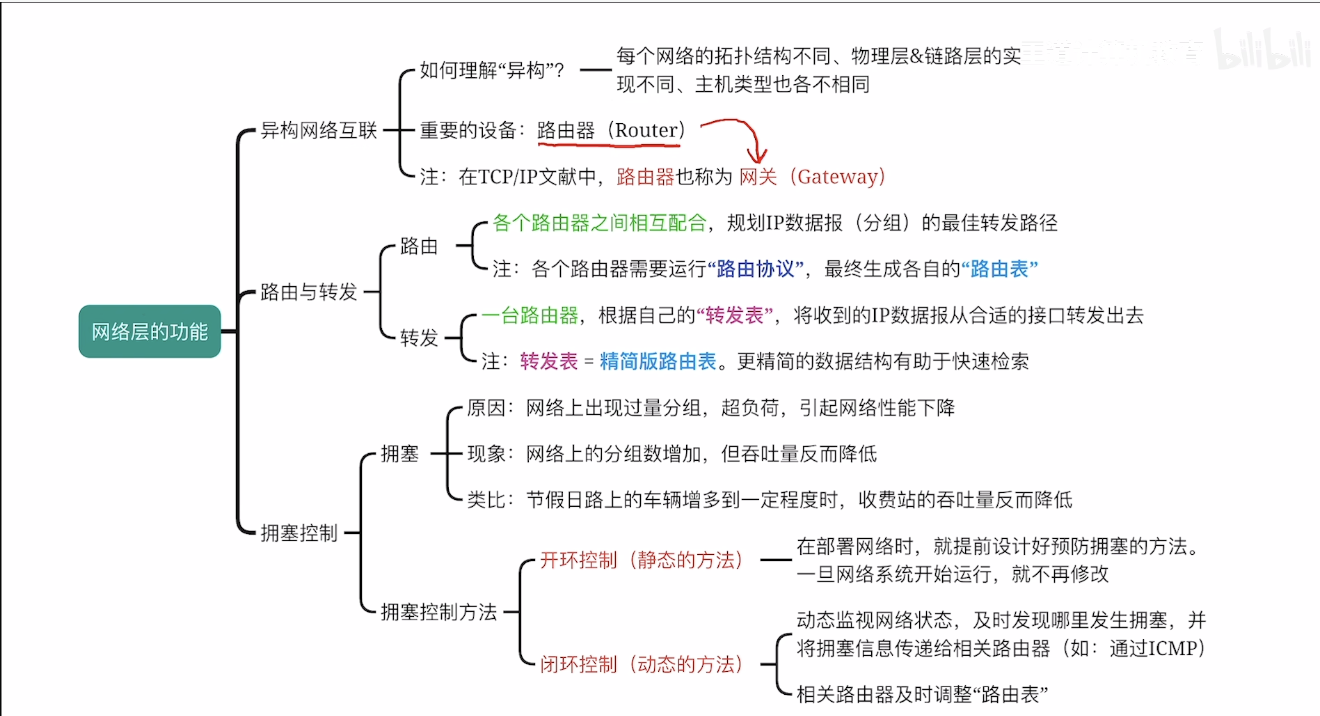 bilibili
如何理解“异构”？
每个网络的拓扑结构不同、物理层&链路层的实
现不同、主机类型也各不相同
异构网络互联
重要的设备：路由器（Router）
注：在TCP/IP文献中，路由器也称为 网关（Gateway）
各个路由器之间相互配合，规划IP数据报（分组）的最佳转发路径
路由
注：各个路由器需要运行“路由协议”，最终生成各自的“路由表”
路由与转发
一台路由器，根据自己的“转发表”，将收到的IP数据报从合适的接口转发出去
转发
注：转发表 = 精简版路由表。更精简的数据结构有助于快速检索
网络层的功能
原因：网络上出现过量分组，超负荷，引起网络性能下降
拥塞
现象：网络上的分组数增加，但吞吐量反而降低
类比：节假日路上的车辆增多到一定程度时，收费站的吞吐量反而降低
拥塞控制
开环控制（静态的方法）
在部署网络时，就提前设计好预防拥塞的方法。
一旦网络系统开始运行，就不再修改
拥塞控制方法
动态监视网络状态，及时发现哪里发生拥塞，并
将拥塞信息传递给相关路由器（如：通过ICMP）
闭环控制（动态的方法）
相关路由器及时调整“路由表”